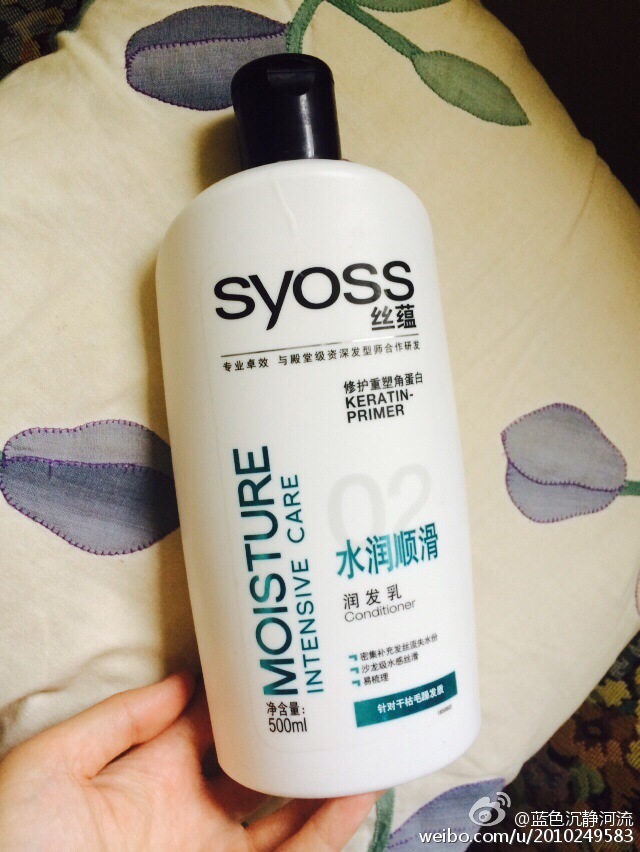 syoss
丝蕴
专业卓效 与殿堂级资深发型师合作研发
修护重塑角蛋白
KERATIN-
PRIMER
MOISTURE
INTENSIVE CARE
02
水润顺滑
润发乳
Conditioner
密集补充发丝流失水份
沙龙级水感丝滑
易梳理
针对干枯毛躁发质
净含量:
500ml
@蓝色沉静河流
weibo.com/u/2010249583